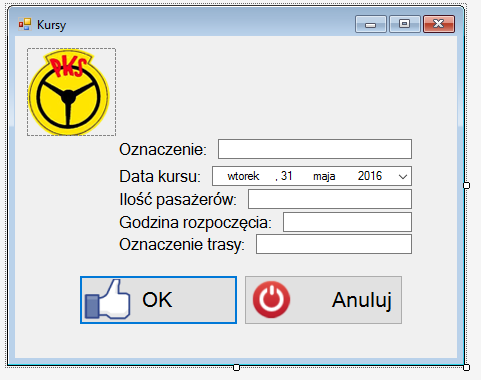 Kursy
PKS
Oznaczenie:
Data kursu: wtorek , 31 maja 2016
Ilość pasażerów:
Godzina rozpoczęcia:
Oznaczenie trasy:
OK Anuluj